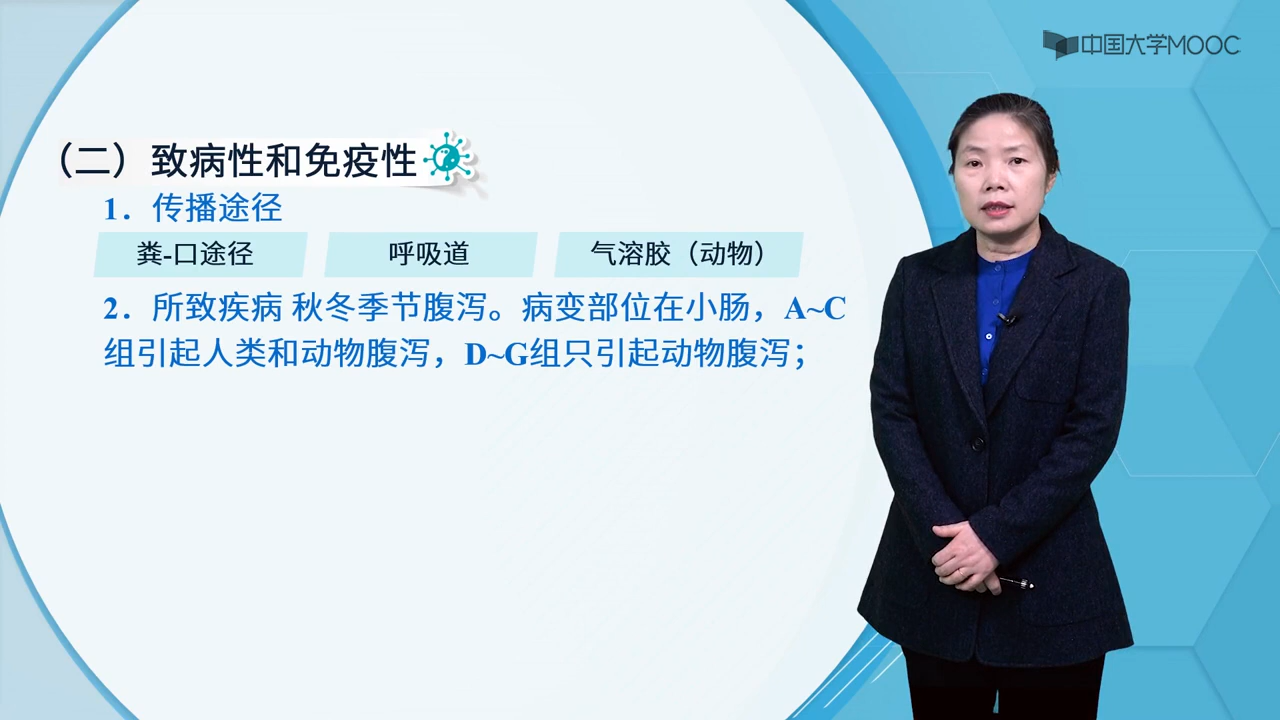 中国大学MOOC
（二）致病性和免疫性
1．传播途径
粪-口途径 呼吸道 气溶胶（动物）
2．所致疾病 秋冬季节腹泻。病变部位在小肠，A~C
组引起人类和动物腹泻，D~G组只引起动物腹泻；